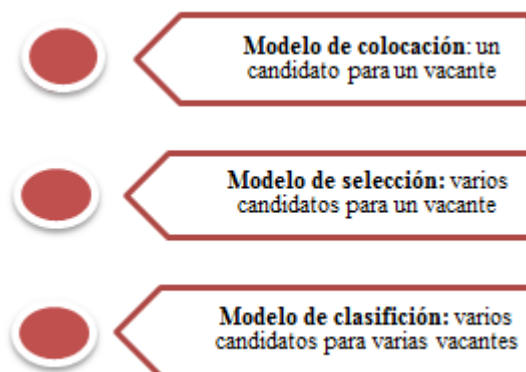 Modelo de colocación: un
candidato para un vacante
Modelo de selección: varios
candidatos para un vacante
Modelo de clasifición: varios
candidatos para varias vacantes